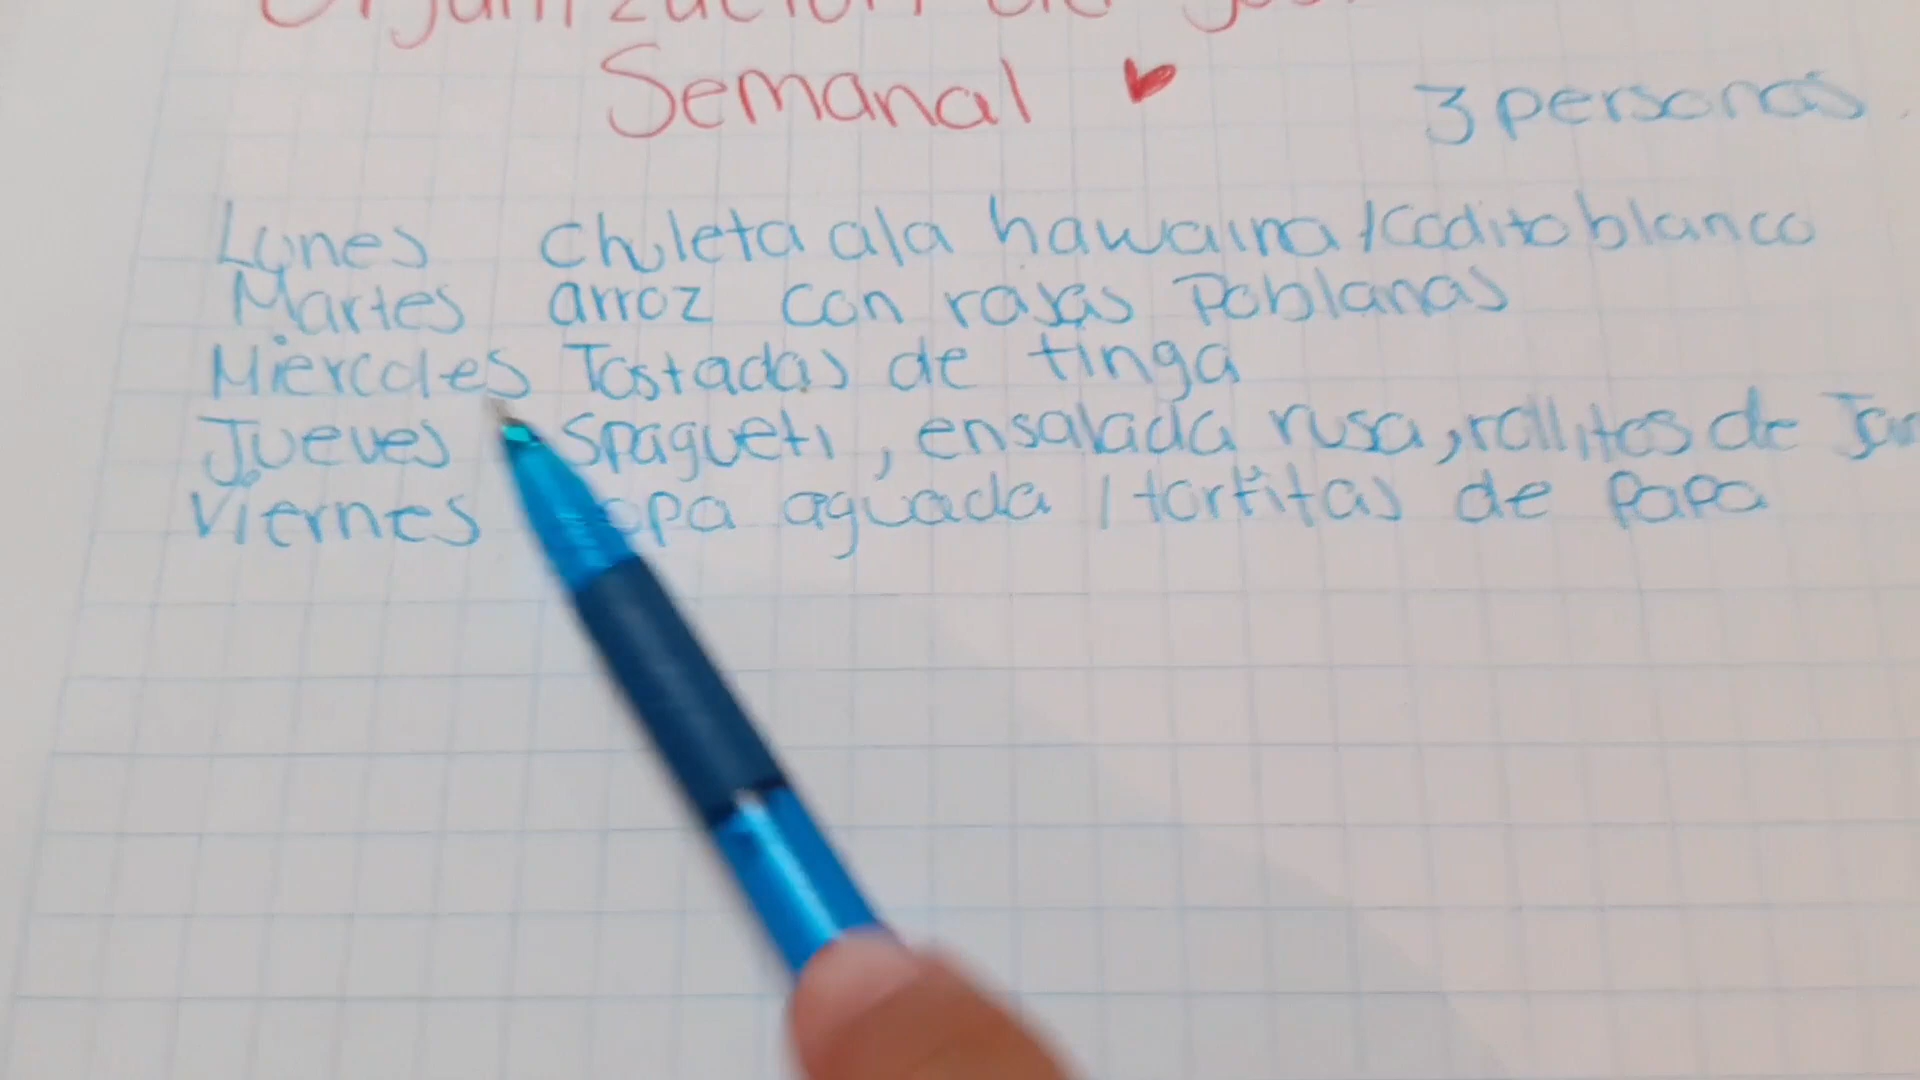 Semanal
3 personas
Lunes chuleta ala hawaina / Codito blanco
Martes arroz con rajas Poblanas
Miercoles Tostadas de tinga
Jueves Spagueti, ensalada rusa, rollitos de
Viernes aguada / tortitas de papa